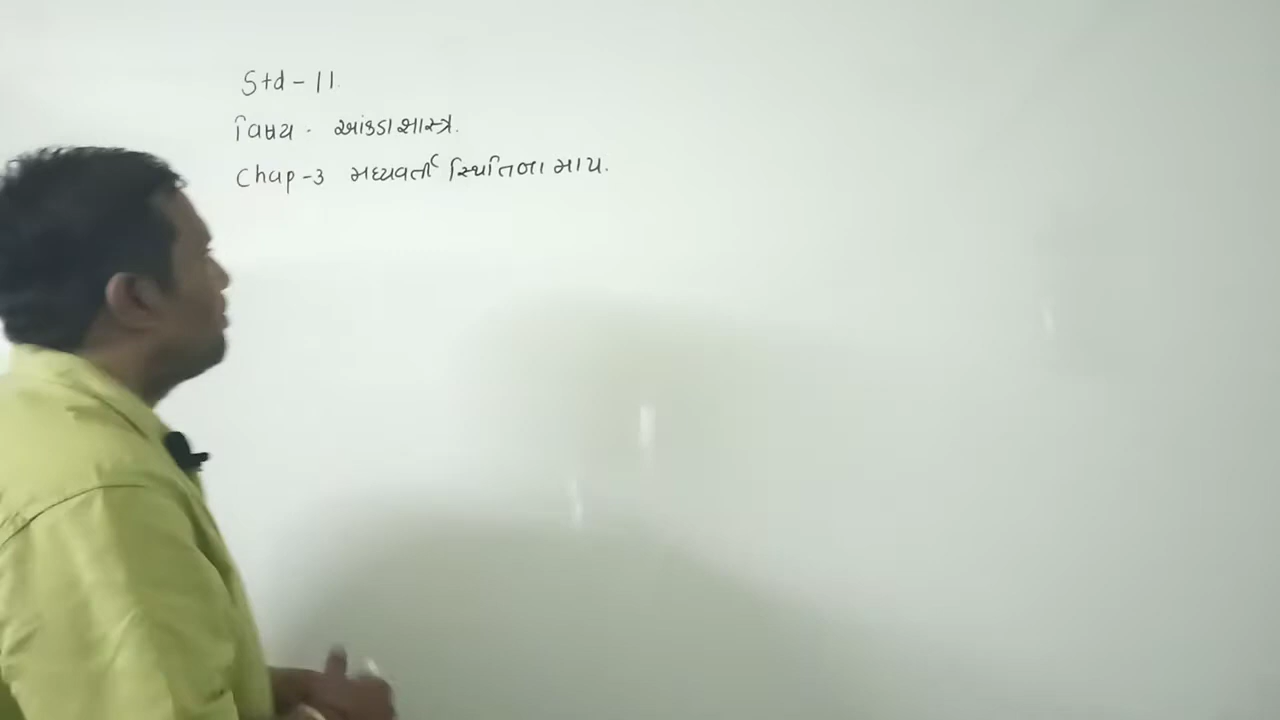 Std - 11.
વિષય - આંકડાશાસ્ત્ર.
Chap -3 મધ્યવર્તી સ્થિતિના માપ.